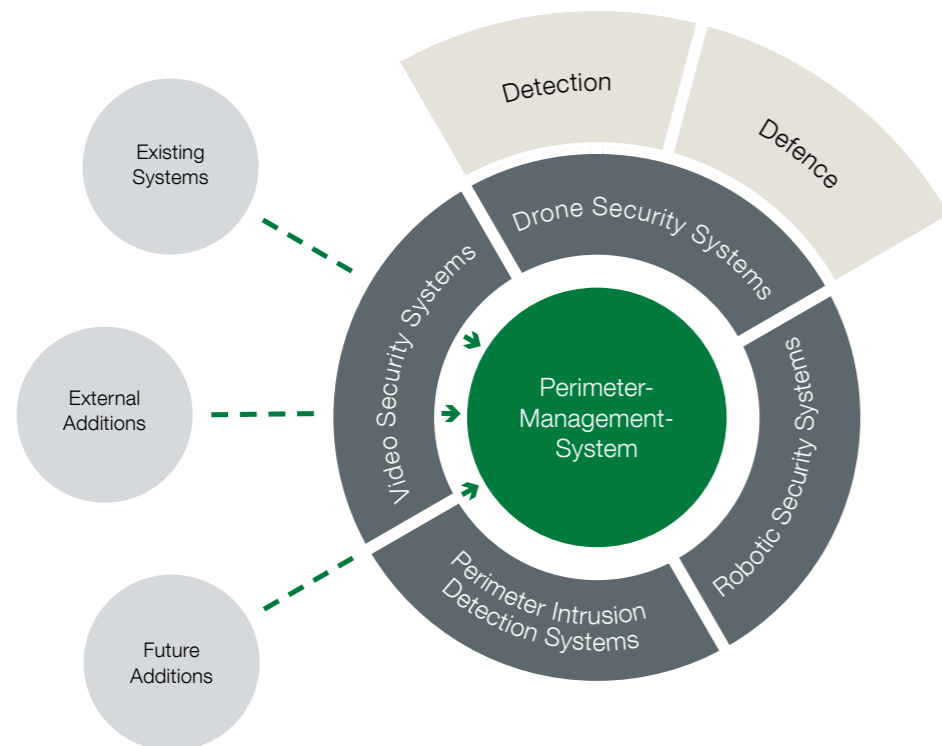 Detection
Defence
Existing
Systems
Drone Security Systems
Video Security Systems
Robotic Security Systems
External
Additions
Perimeter-
Management-
System
Perimeter Intrusion
Detection Systems
Future
Additions